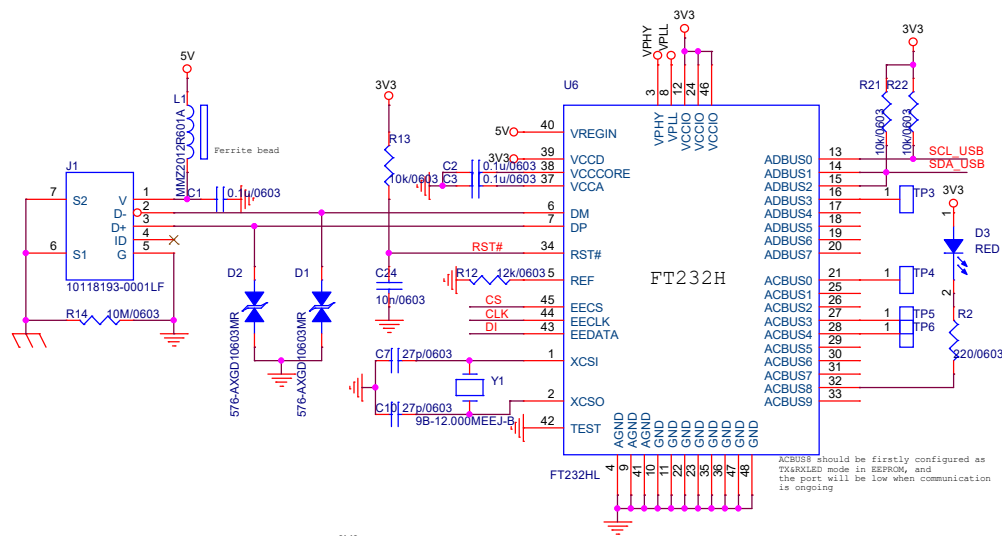 3V3
VPHY
VPLL
3V3
5V
3V3
U6
L1
MMZ2012R601A
Ferrite bead
R13
10k/0603
3
8
12
24
46
VPHY
VPLL
VCCIO
VCCIO
VCCIO
R21
R22
10k/0603
10k/0603
5V
40
VREGIN
3V3
39
VCCD
C2
0.1u/0603
38
VCCCORE
C3
0.1u/0603
37
VCCA
J1
7
S2
V
1
C1
0.1u/0603
D-
2
D+
3
ID
4
6
S1
G
5
10118193-0001LF
R14
10M/0603
6
DM
7
DP
RST#
34
RST#
R12
12k/0603
5
REF
C24
10n/0603
D2
576-AXGD10603MR
D1
576-AXGD10603MR
CS
45
EECS
CLK
44
EECLK
DI
43
EEDATA
C7
27p/0603
1
XCSI
Y1
C10
27p/0603
2
XCSO
9B-12.000MEEJ-B
42
TEST
FT232H
ADBUS0
13
SCL_USB
ADBUS1
14
SDA_USB
ADBUS2
15
ADBUS3
16
1
TP3
ADBUS4
17
ADBUS5
18
ADBUS6
19
ADBUS7
20
3V3
1
D3
RED
2
ACBUS0
21
1
TP4
ACBUS1
25
ACBUS2
26
ACBUS3
27
1
TP5
ACBUS4
28
1
TP6
ACBUS5
29
ACBUS6
30
ACBUS7
31
ACBUS8
32
ACBUS9
33
R2
220/0603
AGND
AGND
AGND
GND
GND
GND
GND
GND
GND
GND
GND
4
9
41
10
11
22
23
35
36
47
48
FT232HL
ACBUS8 should be firstly configured as
TX&RXLED mode in EEPROM, and
the port will be low when communication
is ongoing